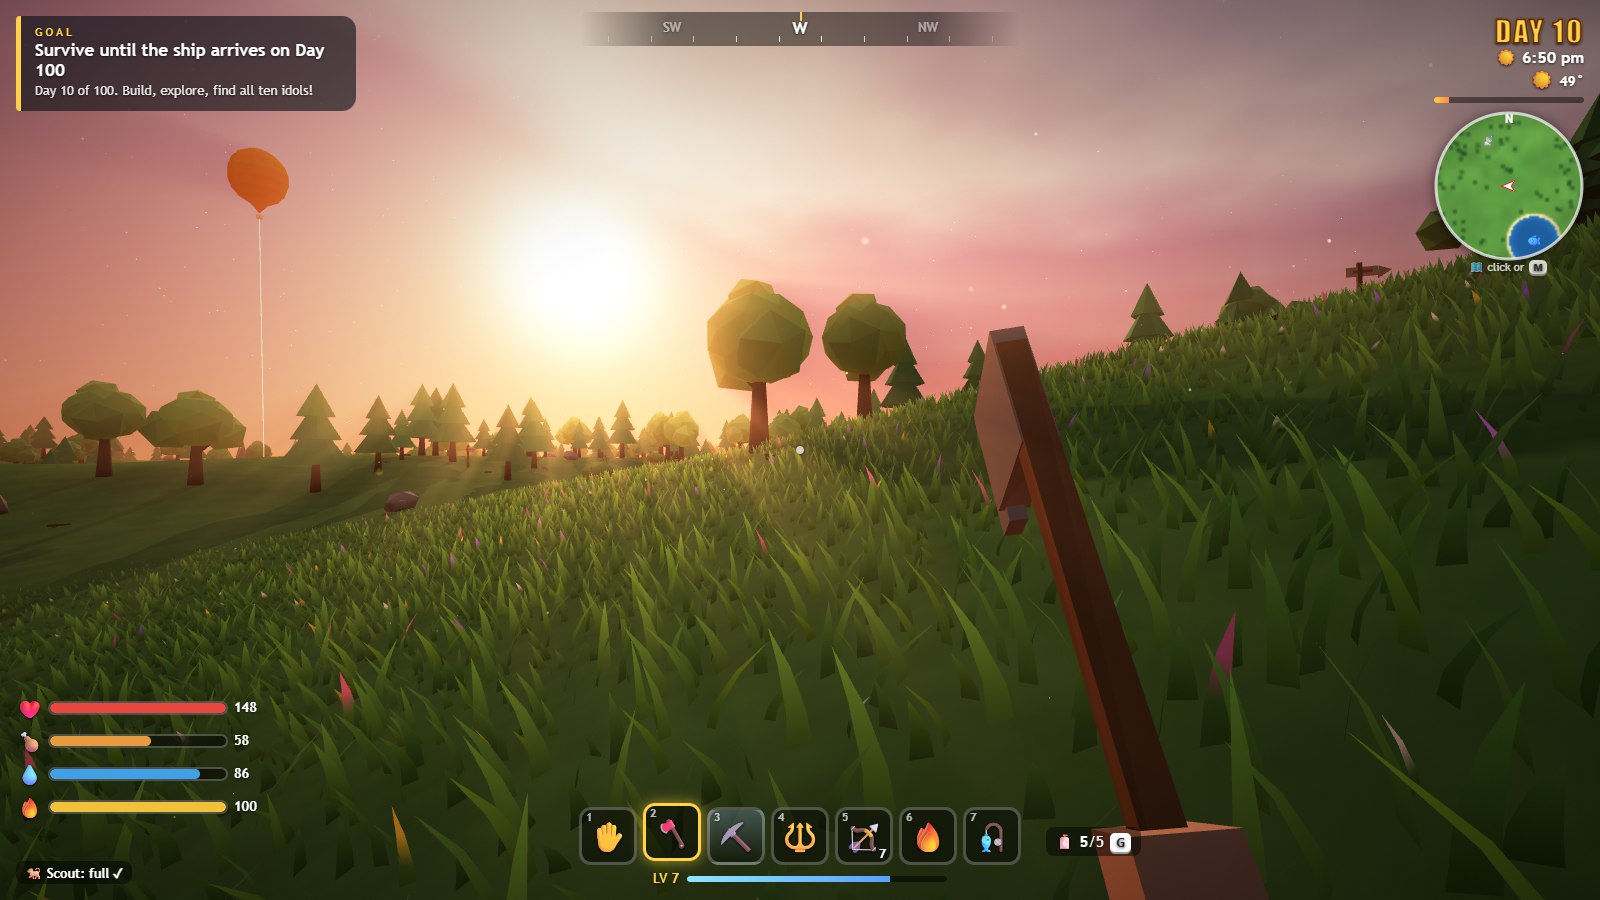 GOAL
Survive until the ship arrives on Day
100
Day 10 of 100. Build, explore, find all ten idols!
SW
W
NW
DAY 10
6:50 pm
49°
N
click or M
148
58
86
100
Scout: full ✓
1
2
3
4
5
7
6
7
5/5 G
LV 7